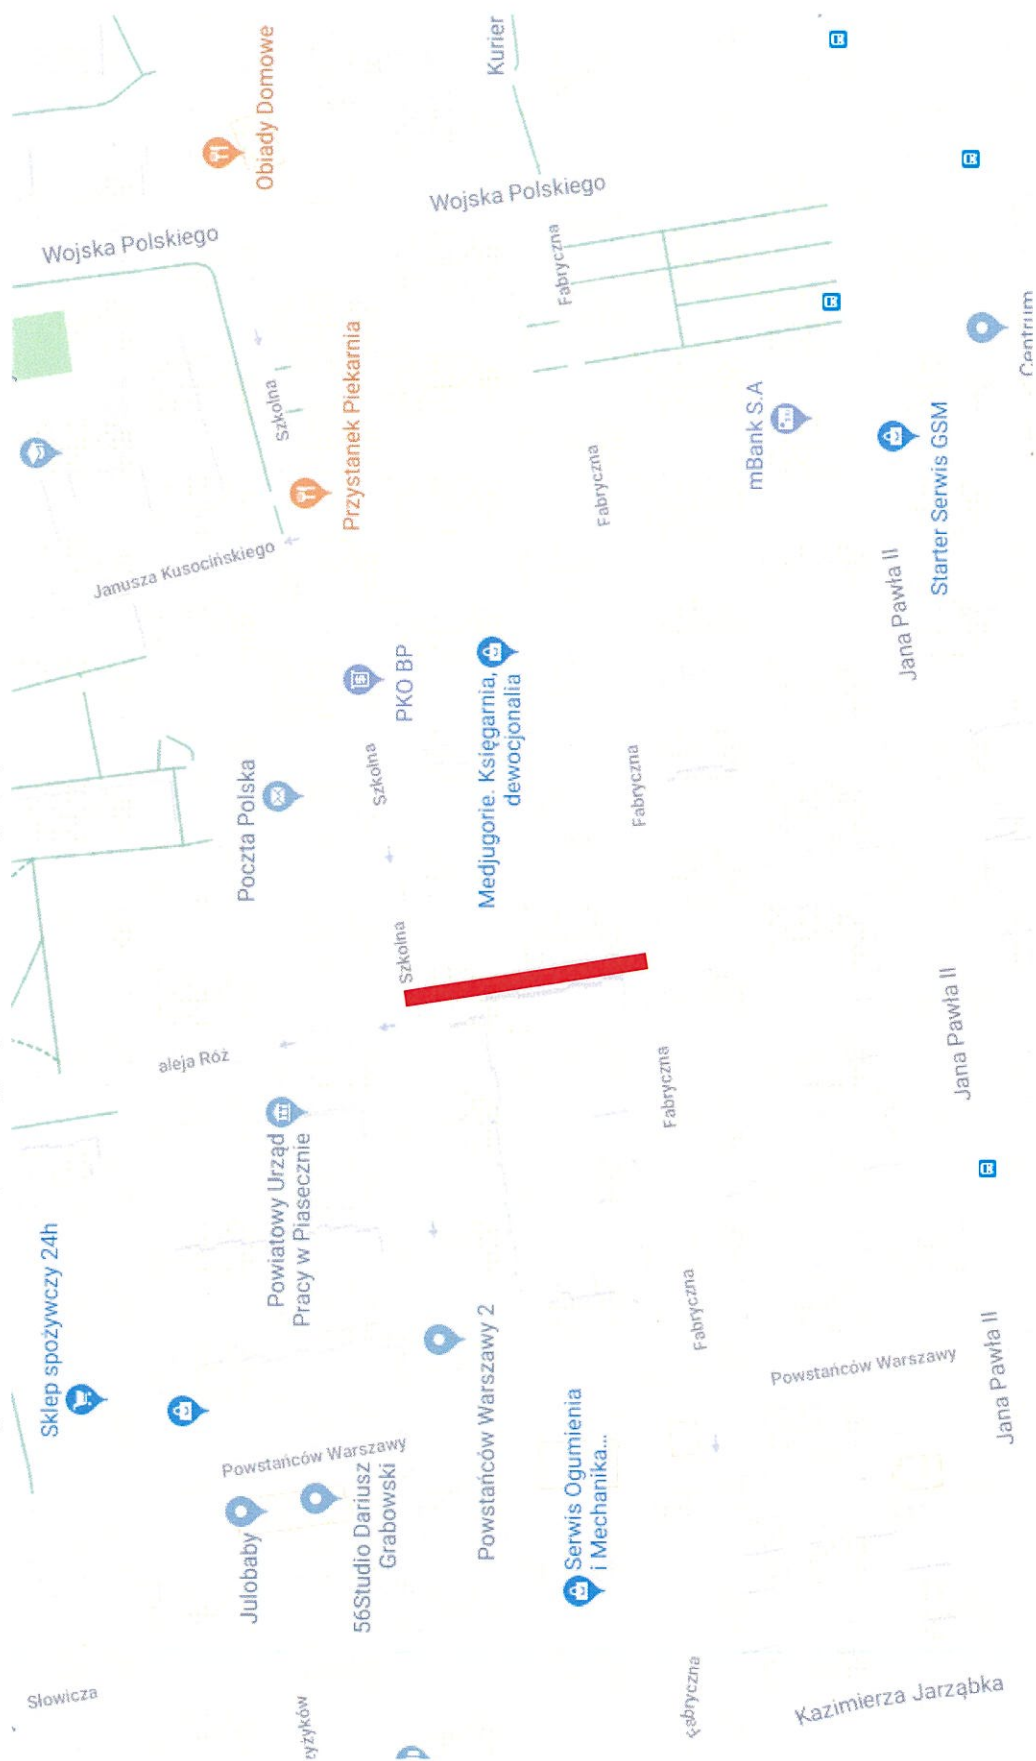 Kurier
Obiady Domowe
Wojska Polskiego
Wojska Polskiego
Fabryczna
Szkolna
Przystanek Piekarnia
mBank S.A
Starter Serwis GSM
Centrum
Fabryczna
Janusza Kusocińskiego
Jana Pawła II
PKO BP
Medjugorie. Księgarnia,
dewocjonalia
Szkolna
Fabryczna
Poczta Polska
Szkolna
aleja Róż
Fabryczna
Jana Pawła II
Powiatowy Urząd
Pracy w Piasecznie
Sklep spożywczy 24h
Fabryczna
Powstańców Warszawy 2
Powstańców Warszawy
Jana Pawła II
Powstańców Warszawy
Serwis Ogumienia
i Mechanika...
Julobaby
56Studio Dariusz
Grabowski
Słowicza
yżyków
Fabryczna
Kazimierza Jarząbka